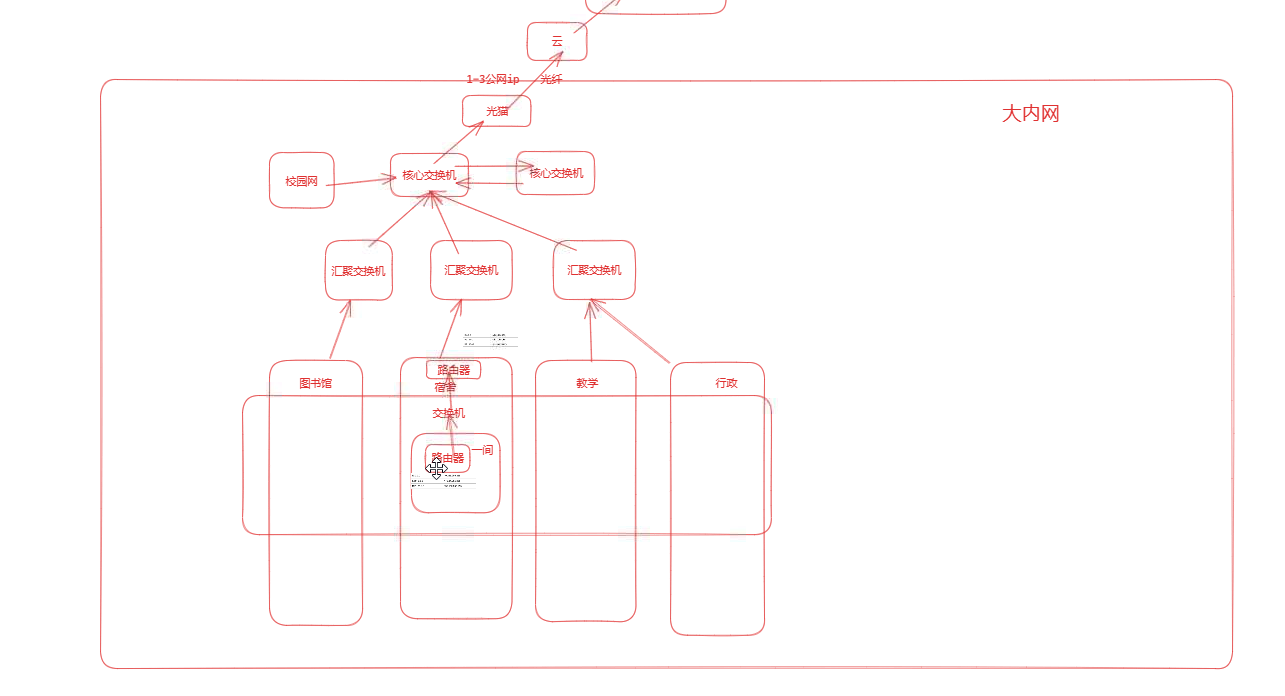 云
1-3公网ip 光纤
光猫
大内网
校园网
核心交换机
核心交换机
汇聚交换机
汇聚交换机
汇聚交换机
路由器
图书馆
宿舍
教学
行政
交换机
路由器
一间